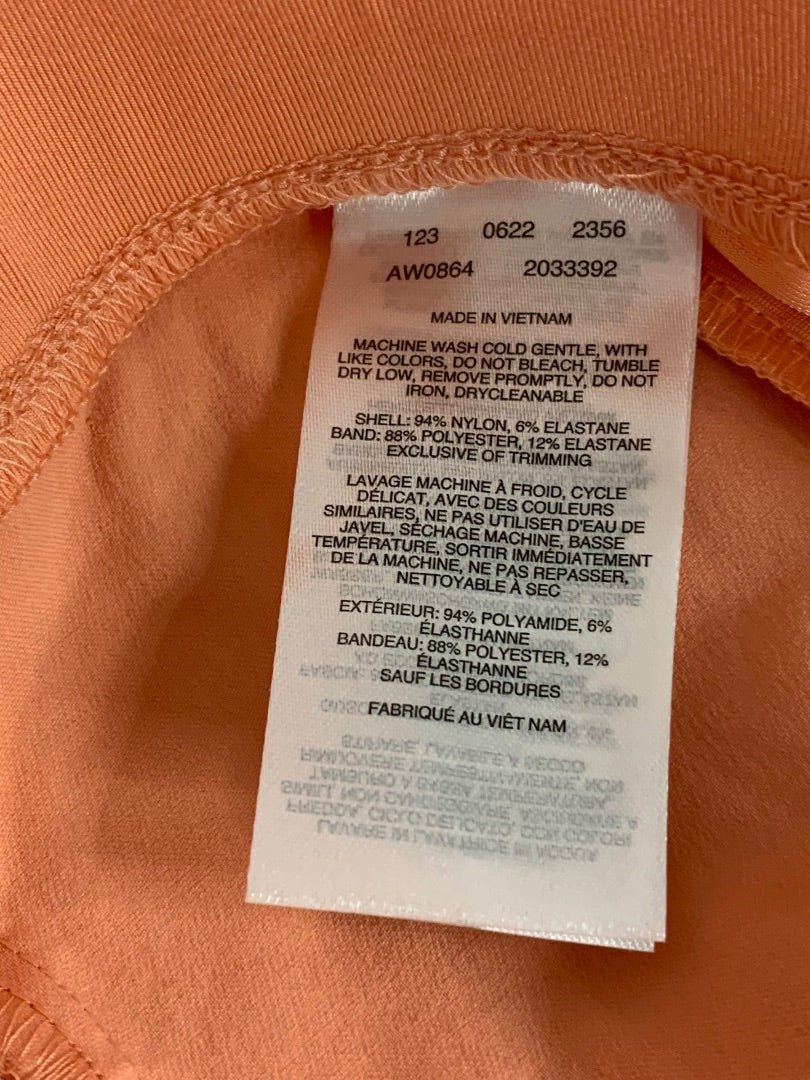 123 0622 2356
AW0864 2033392
MADE IN VIETNAM
MACHINE WASH COLD GENTLE, WITH
LIKE COLORS, DO NOT BLEACH, TUMBLE
DRY LOW, REMOVE PROMPTLY, DO NOT
IRON, DRYCLEANABLE
SHELL: 94% NYLON, 6% ELASTANE
BAND: 88% POLYESTER, 12% ELASTANE
EXCLUSIVE OF TRIMMING
LAVAGE MACHINE À FROID, CYCLE
DÉLICAT, AVEC DES COULEURS
SIMILAIRES, NE PAS UTILISER D'EAU DE
JAVEL, SÉCHAGE MACHINE, BASSE
TEMPÉRATURE, SORTIR IMMÉDIATEMENT
DE LA MACHINE, NE PAS REPASSER,
NETTOYABLE À SEC
EXTÉRIEUR: 94% POLYAMIDE, 6%
ÉLASTHANNE
BANDEAU: 88% POLYESTER, 12%
ÉLASTHANNE
SAUF LES BORDURES
FABRIQUÉ AU VIÊT NAM